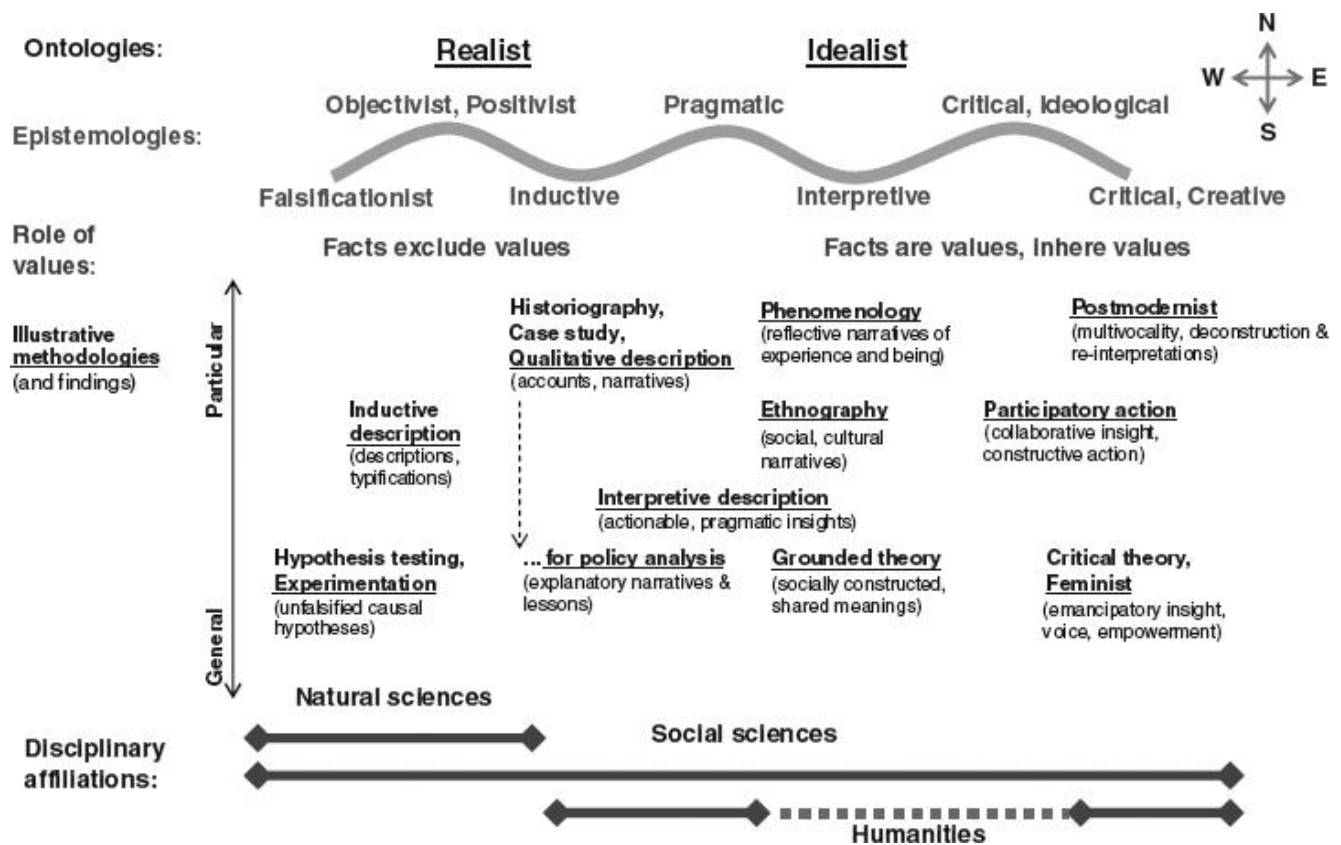 Ontologies:
Realist
Idealist
N
W
E
S
Objectivist, Positivist
Pragmatic
Critical, Ideological
Epistemologies:
Falsificationist
Inductive
Interpretive
Critical, Creative
Role of
values:
Facts exclude values
Facts are values, inhere values
Particular
General
Illustrative
methodologies
(and findings)
Historiography,
Case study,
Qualitative description
(accounts, narratives)
Phenomenology
(reflective narratives of
experience and being)
Postmodernist
(multivocality, deconstruction &
re-interpretations)
Inductive
description
(descriptions,
typifications)
Ethnography
(social, cultural
narratives)
Participatory action
(collaborative insight,
constructive action)
Interpretive description
(actionable, pragmatic insights)
Hypothesis testing,
Experimentation
(unfalsified causal
hypotheses)
... for policy analysis
(explanatory narratives &
lessons)
Grounded theory
(socially constructed,
shared meanings)
Critical theory,
Feminist
(emancipatory insight,
voice, empowerment)
Natural sciences
Social sciences
Disciplinary
affiliations:
Humanities